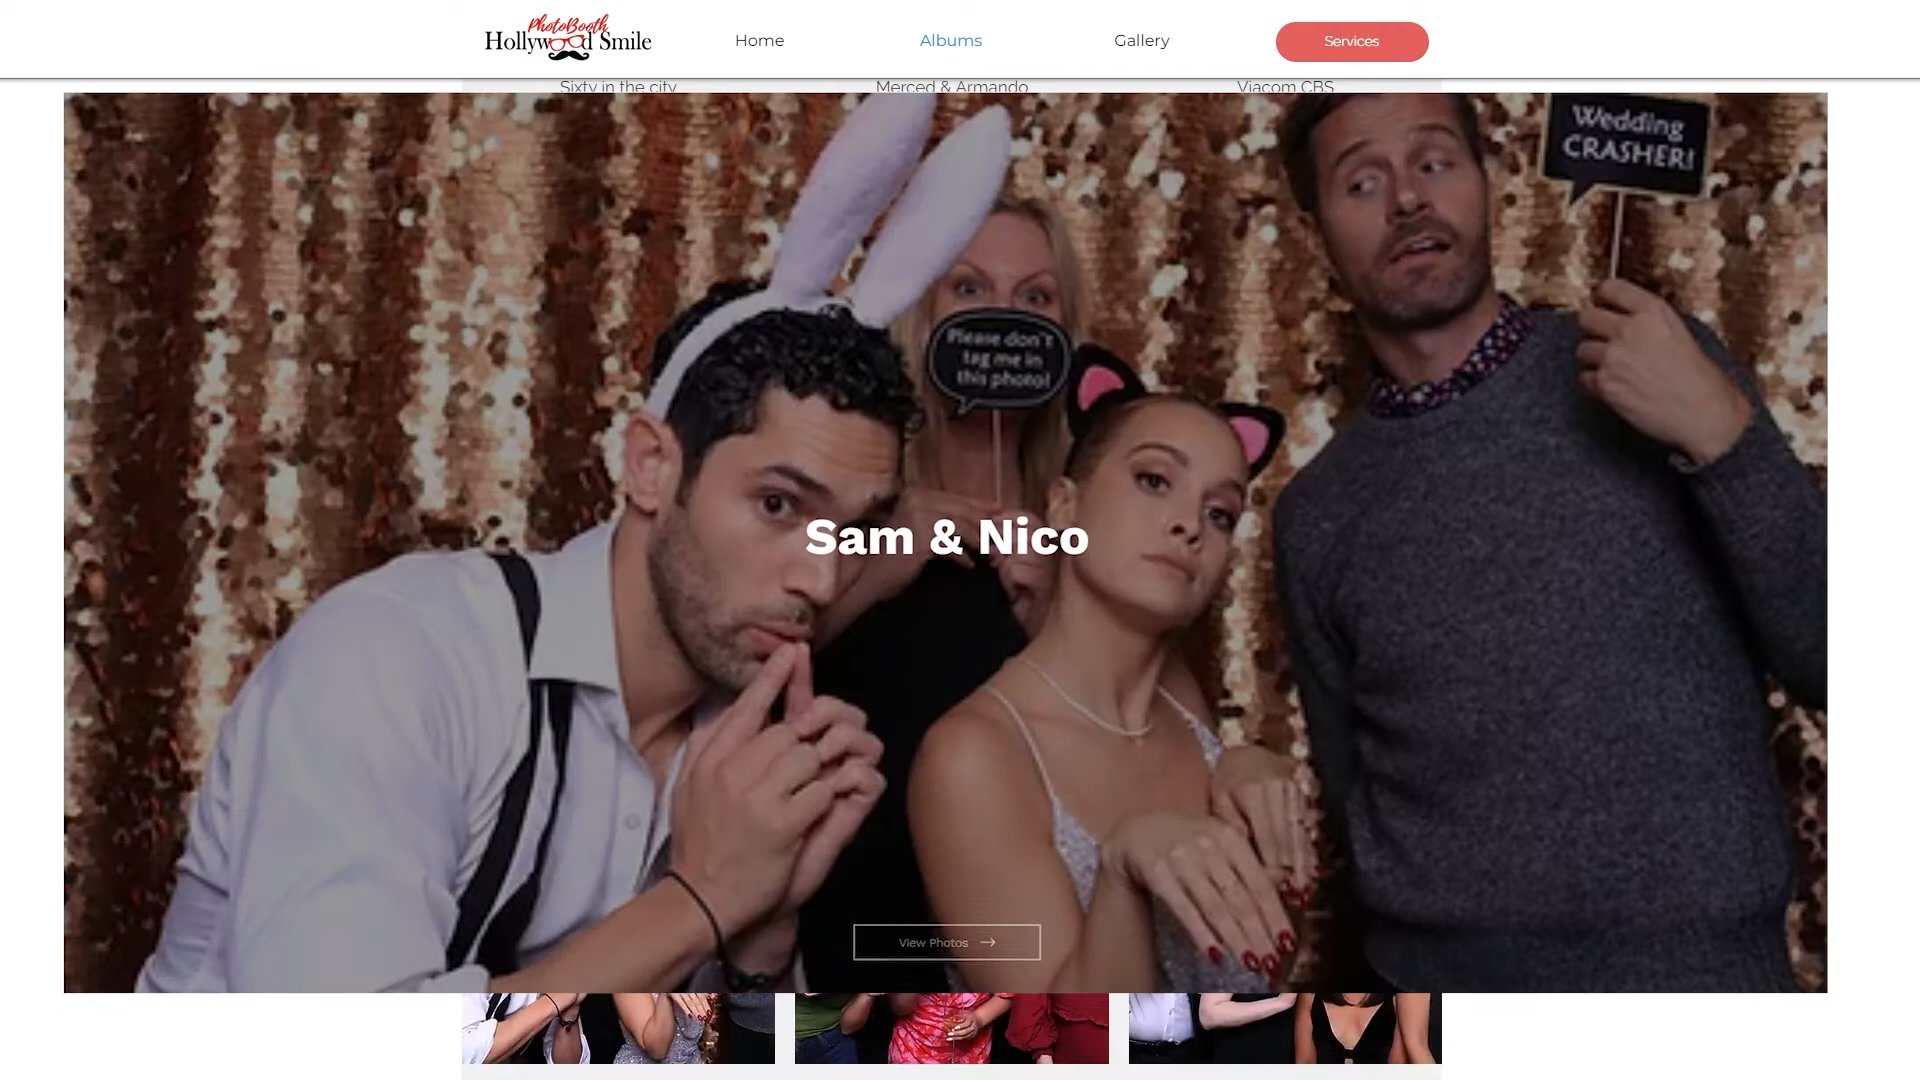 PhotoBooth
Hollywood Smile
Home
Albums
Gallery
Services
Sixty in the city
Merced & Armando
Viacom CBS
Wedding
CRASHER!
Please don't
tag me in
this photo!
Sam & Nico
View Photos →